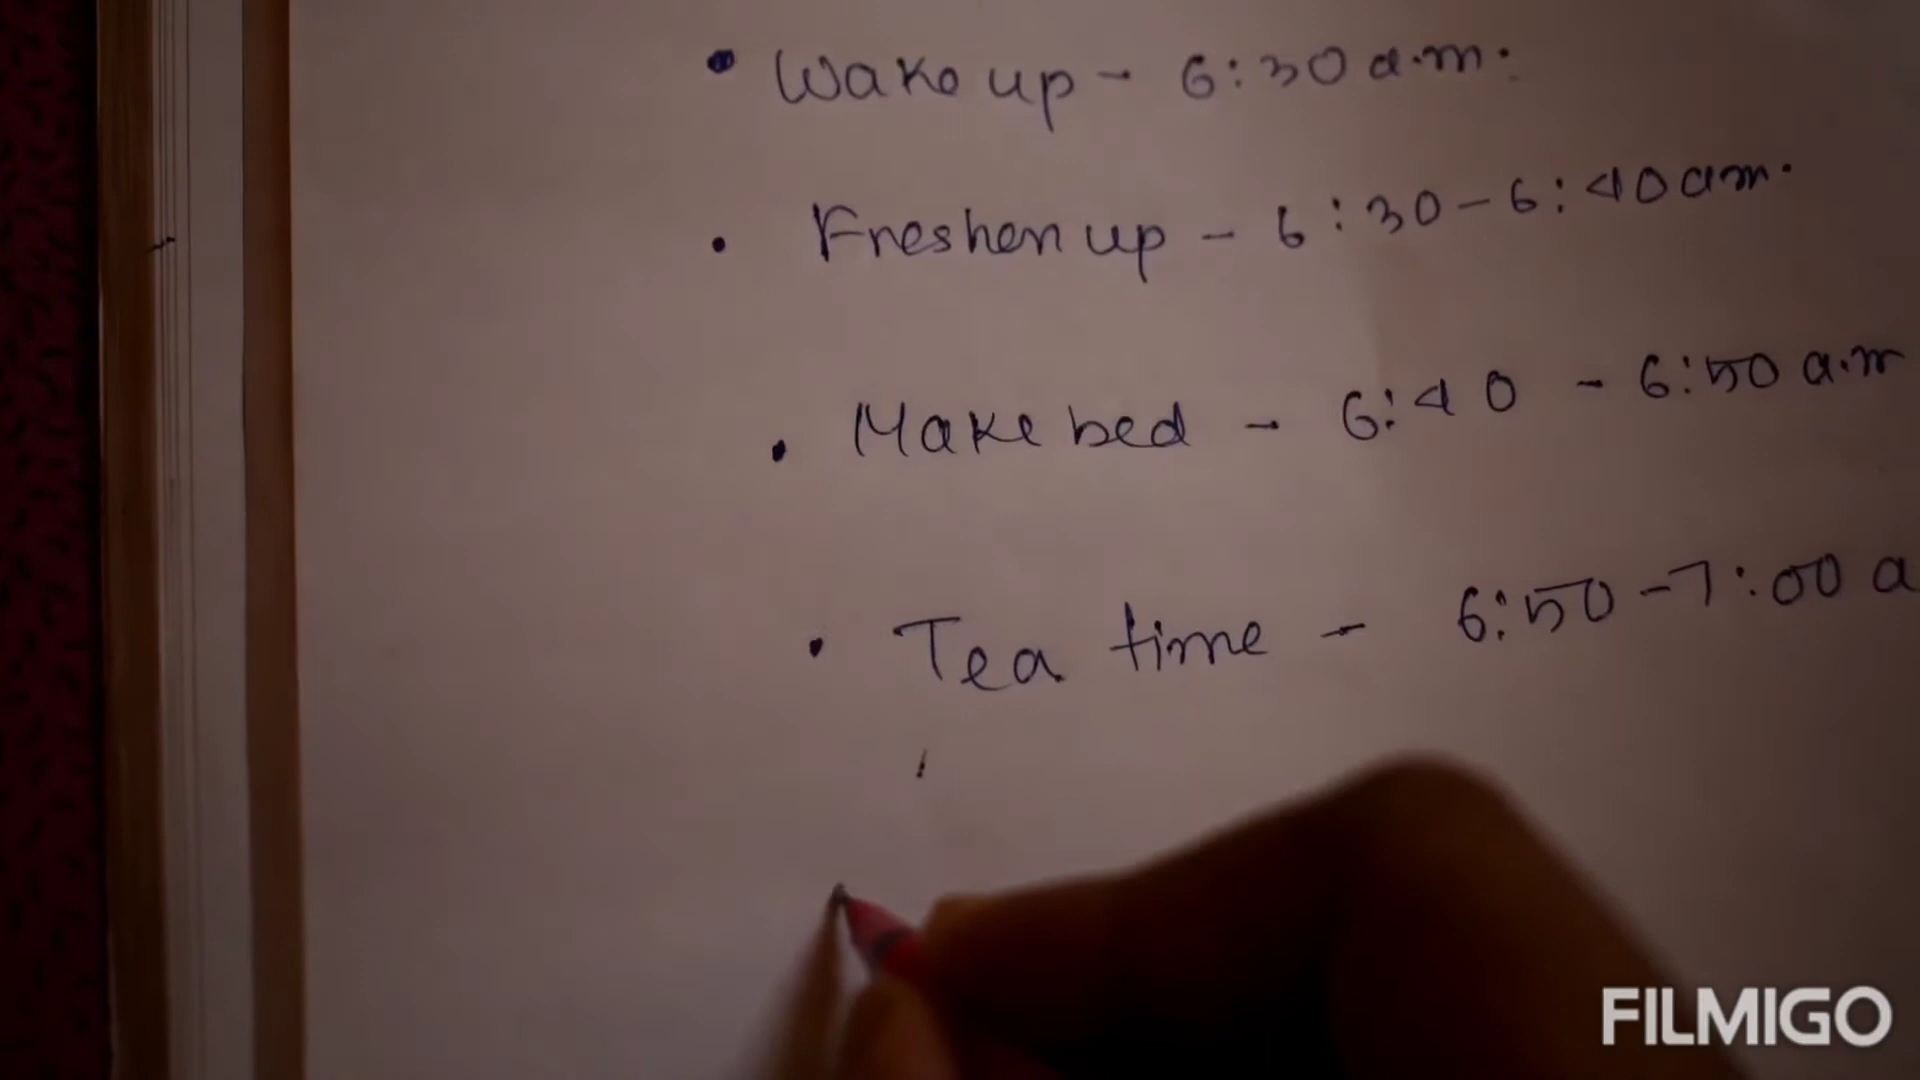 • Wake up - 6:30 a.m.
• Freshen up - 6:30 - 6:40 am.
• Make bed - 6:40 - 6:50 a.m
• Tea time - 6:50 - 7:00 a
FILMIGO